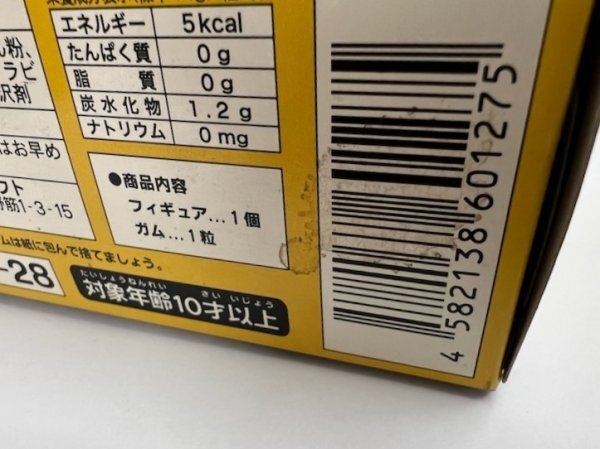 エネルギー 5kcal
たんぱく質 0g
脂 質 0g
炭水化物 1.2g
ナトリウム 0mg
粉、
ラビ
沢剤
はお早め
フト
筋1-3-15
●商品内容
フィギュア…1個
ガム…1粒
ムは紙に包んで捨てましょう。
-28
たいしょうねんれい さい いじょう
対象年齢10才以上
4 582138 601275